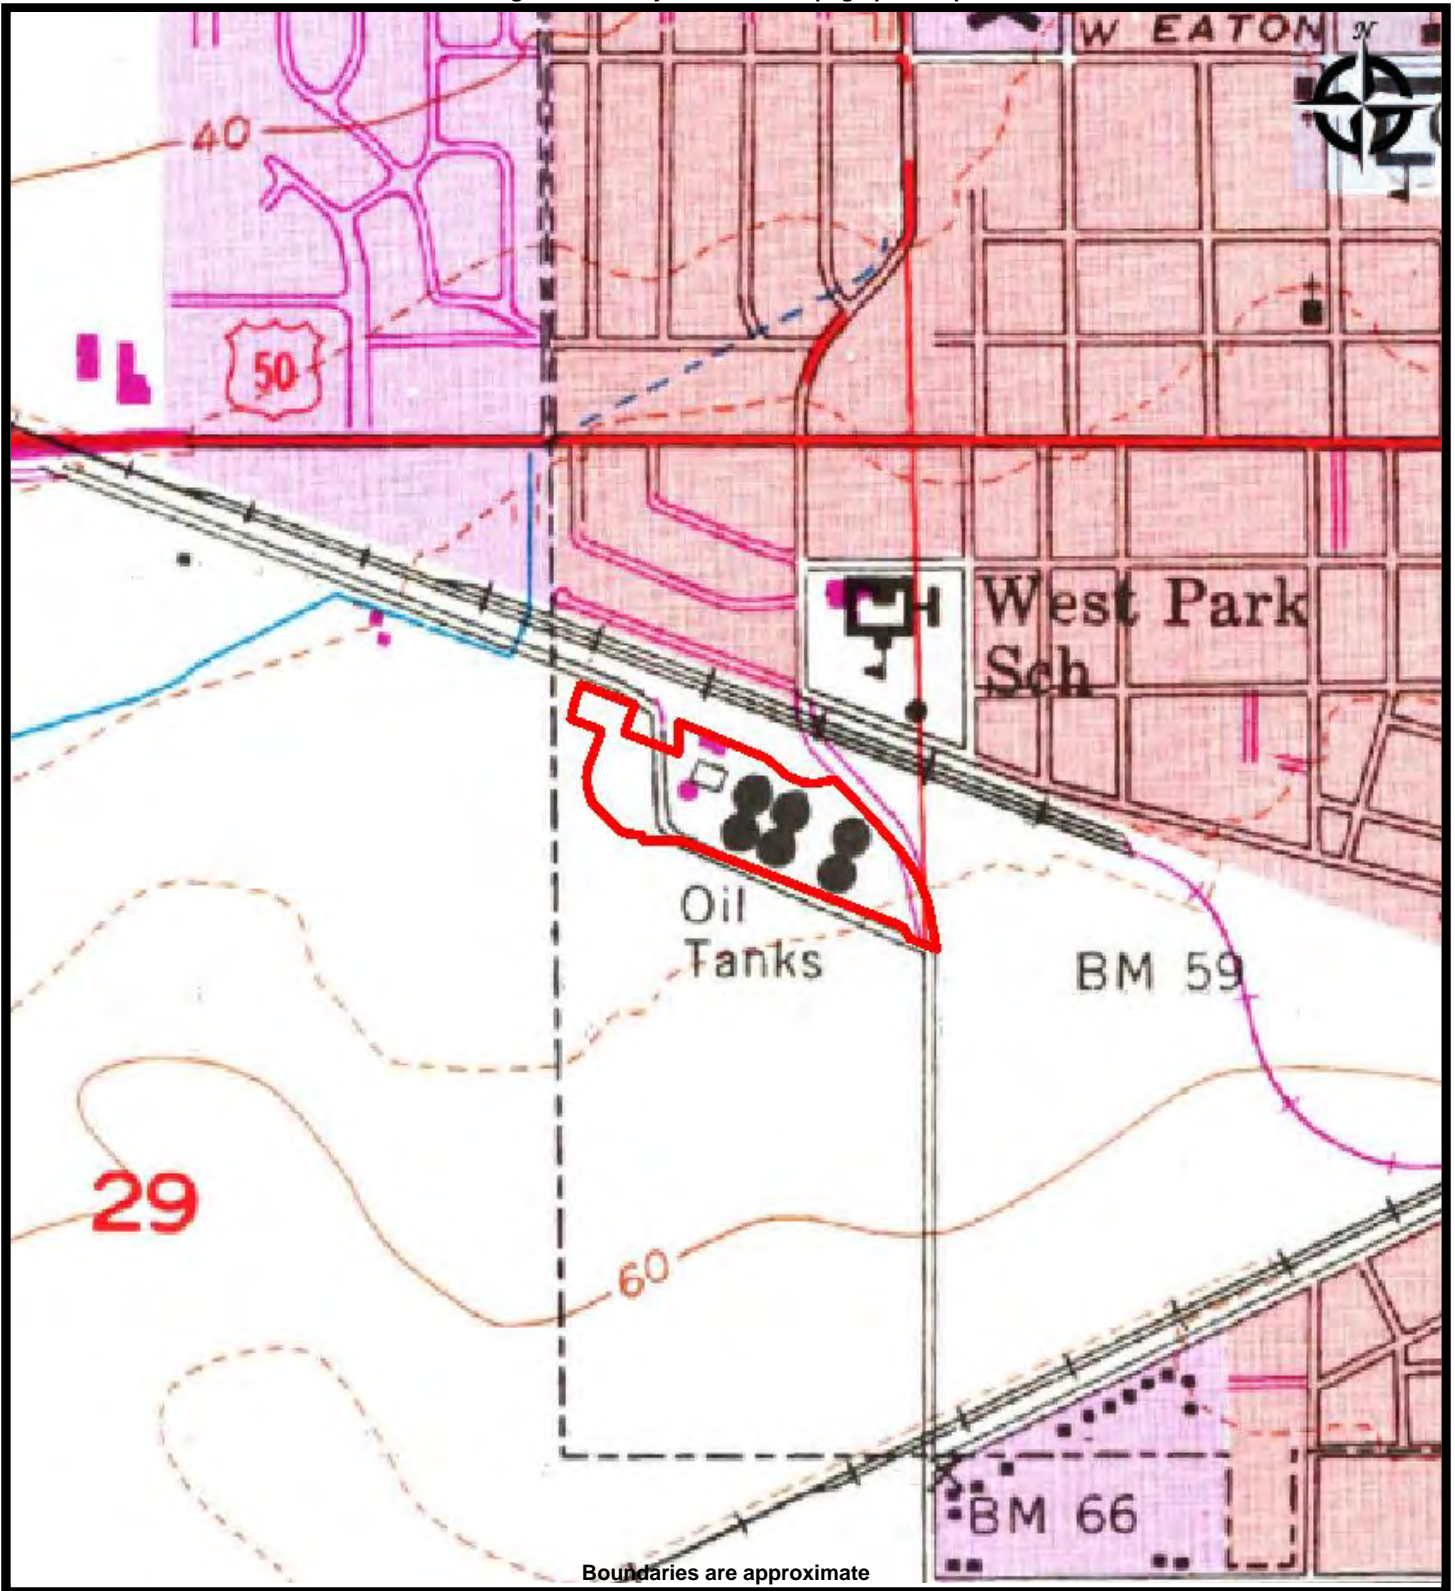 W EATON
N
40
50
West Park
Sch
Oil
Tanks
BM 59
29
60
BM 66
Boundaries are approximate